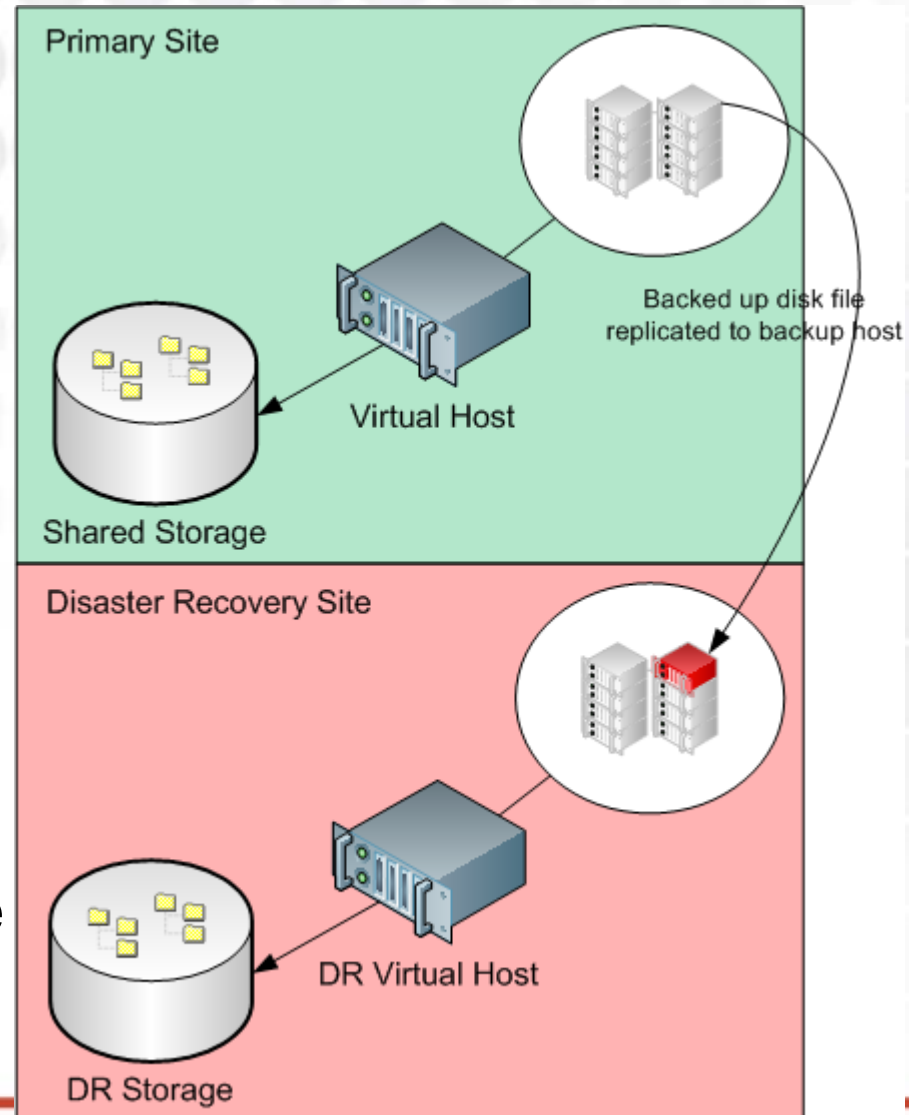 Primary Site
Backed up disk file
replicated to backup host
Virtual Host
Shared Storage
Disaster Recovery Site
e
DR Virtual Host
DR Storage